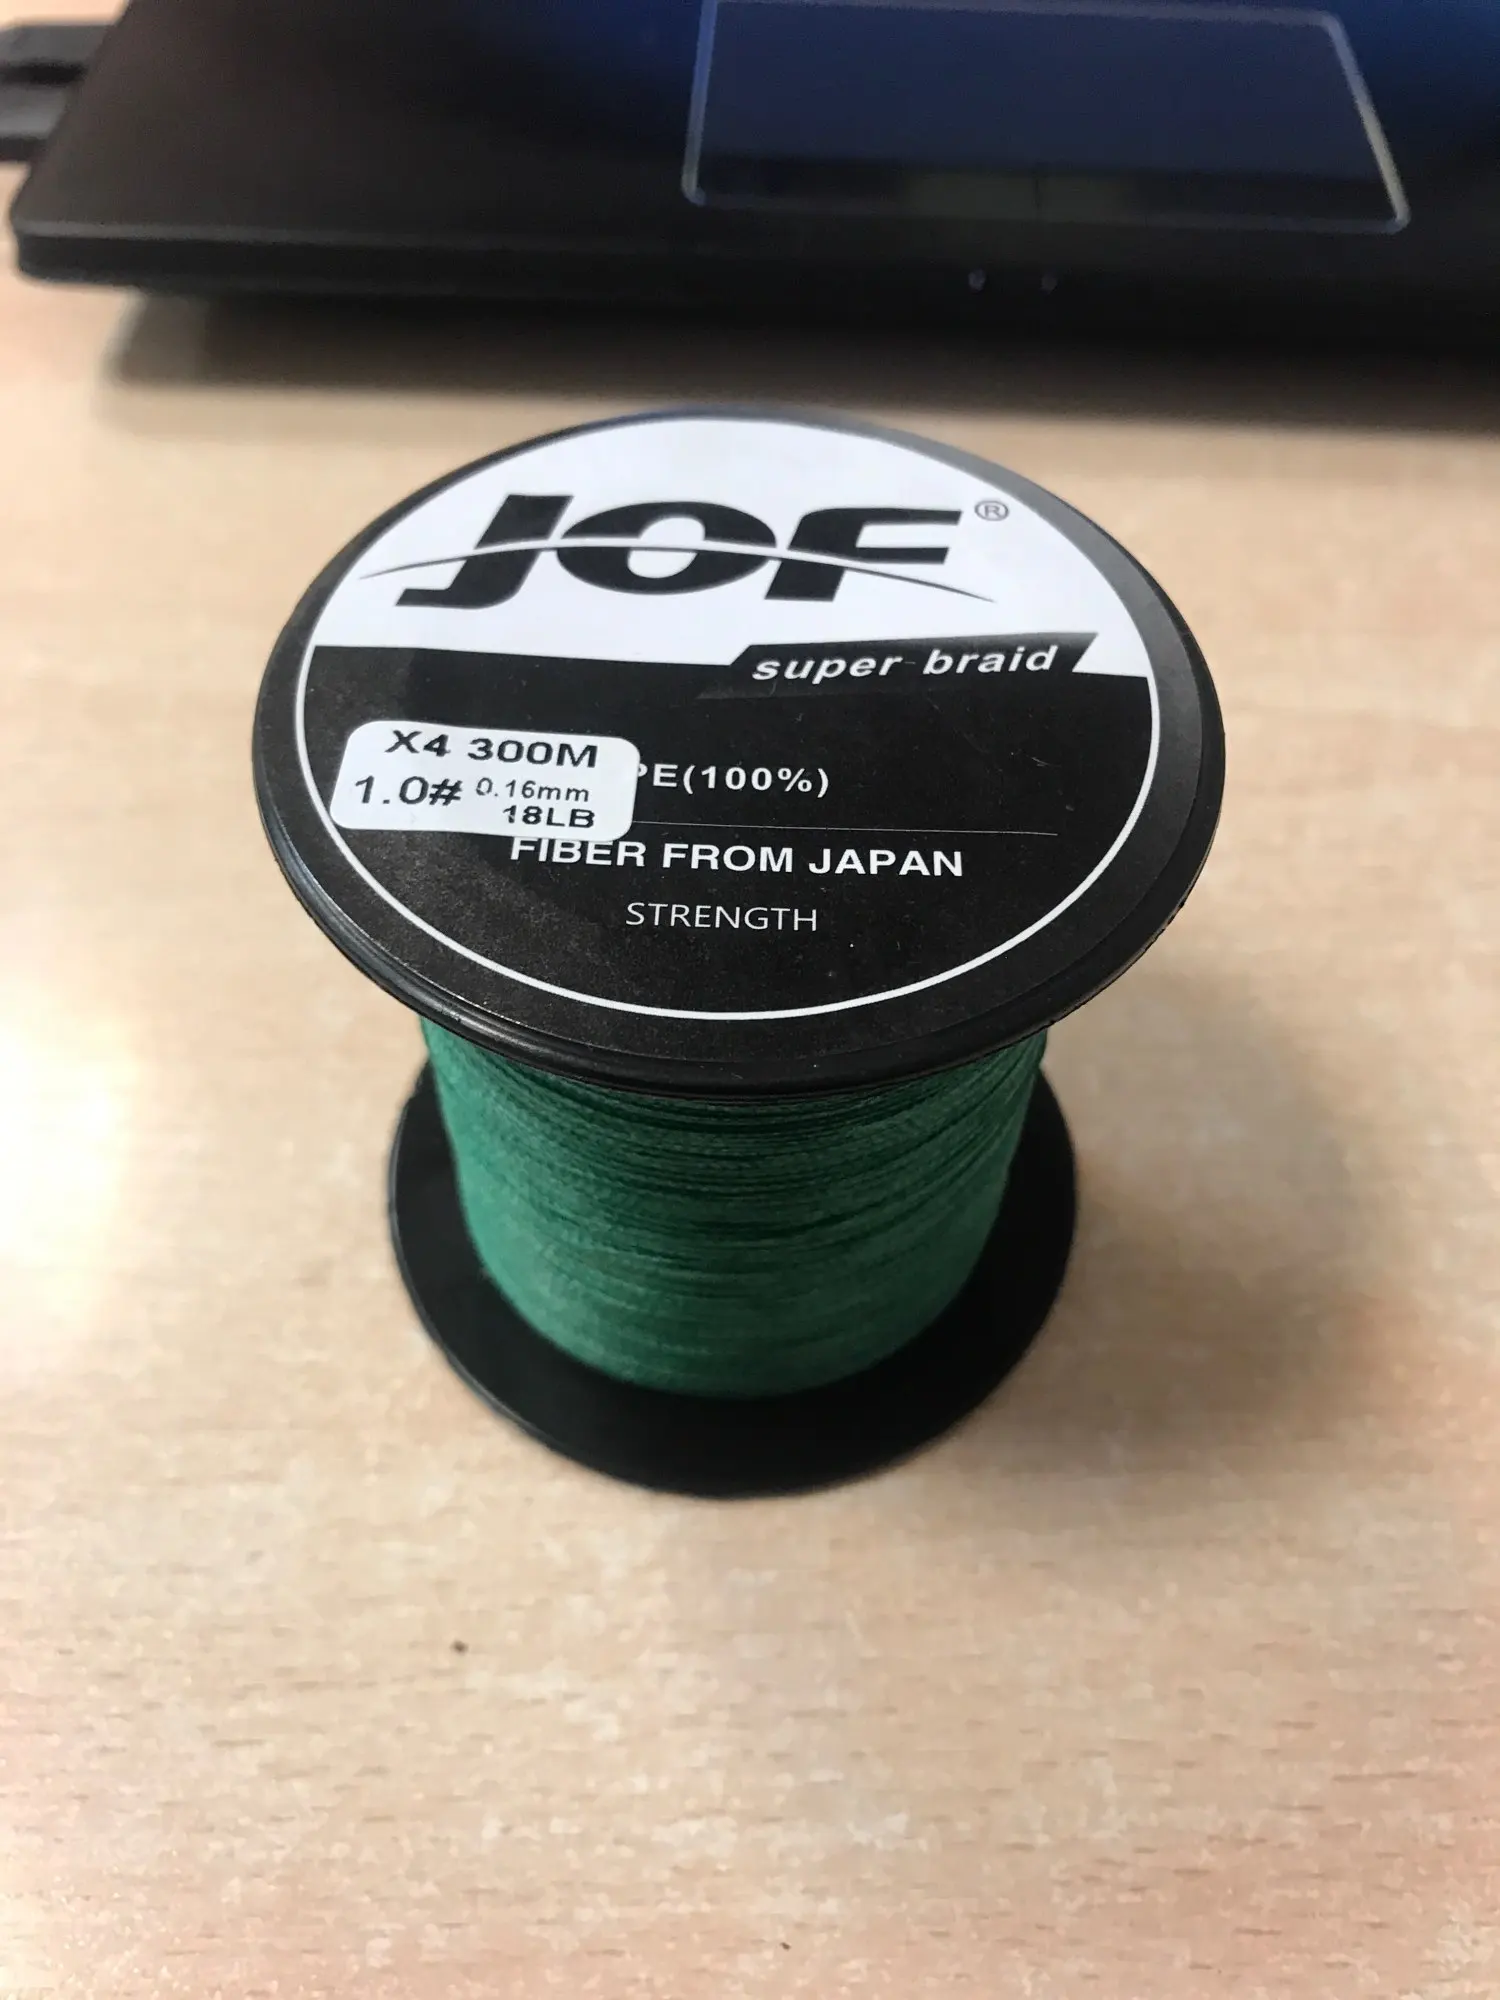 JOF®
super braid
X4 300M
PE(100%)
1.0# 0.16mm
18LB
FIBER FROM JAPAN
STRENGTH